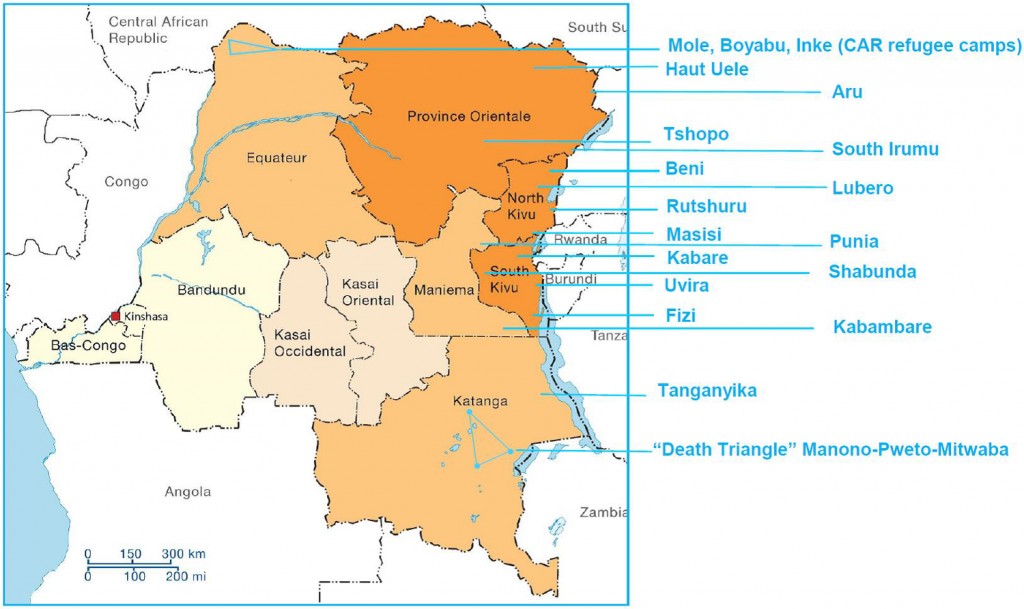 Central African
Republic
South Su
Mole, Boyabu, Inke (CAR refugee camps)
Haut Uele
Aru
Province Orientale
Tshopo
South Irumu
Equateur
Beni
Congo
Lubero
North
Kivu
Rutshuru
Masisi
Rwanda
Punia
Kabare
South
Kivu
Shabunda
Burundi
Uvira
Bandundu
Kasai
Oriental
Maniema
Kinshasa
Fizi
Kabambare
Bas-Congo
Kasai
Occidental
Tanza
Tanganyika
Katanga
“Death Triangle” Manono-Pweto-Mitwaba
Angola
Zambia
0 150 300 km
0 100 200 mi